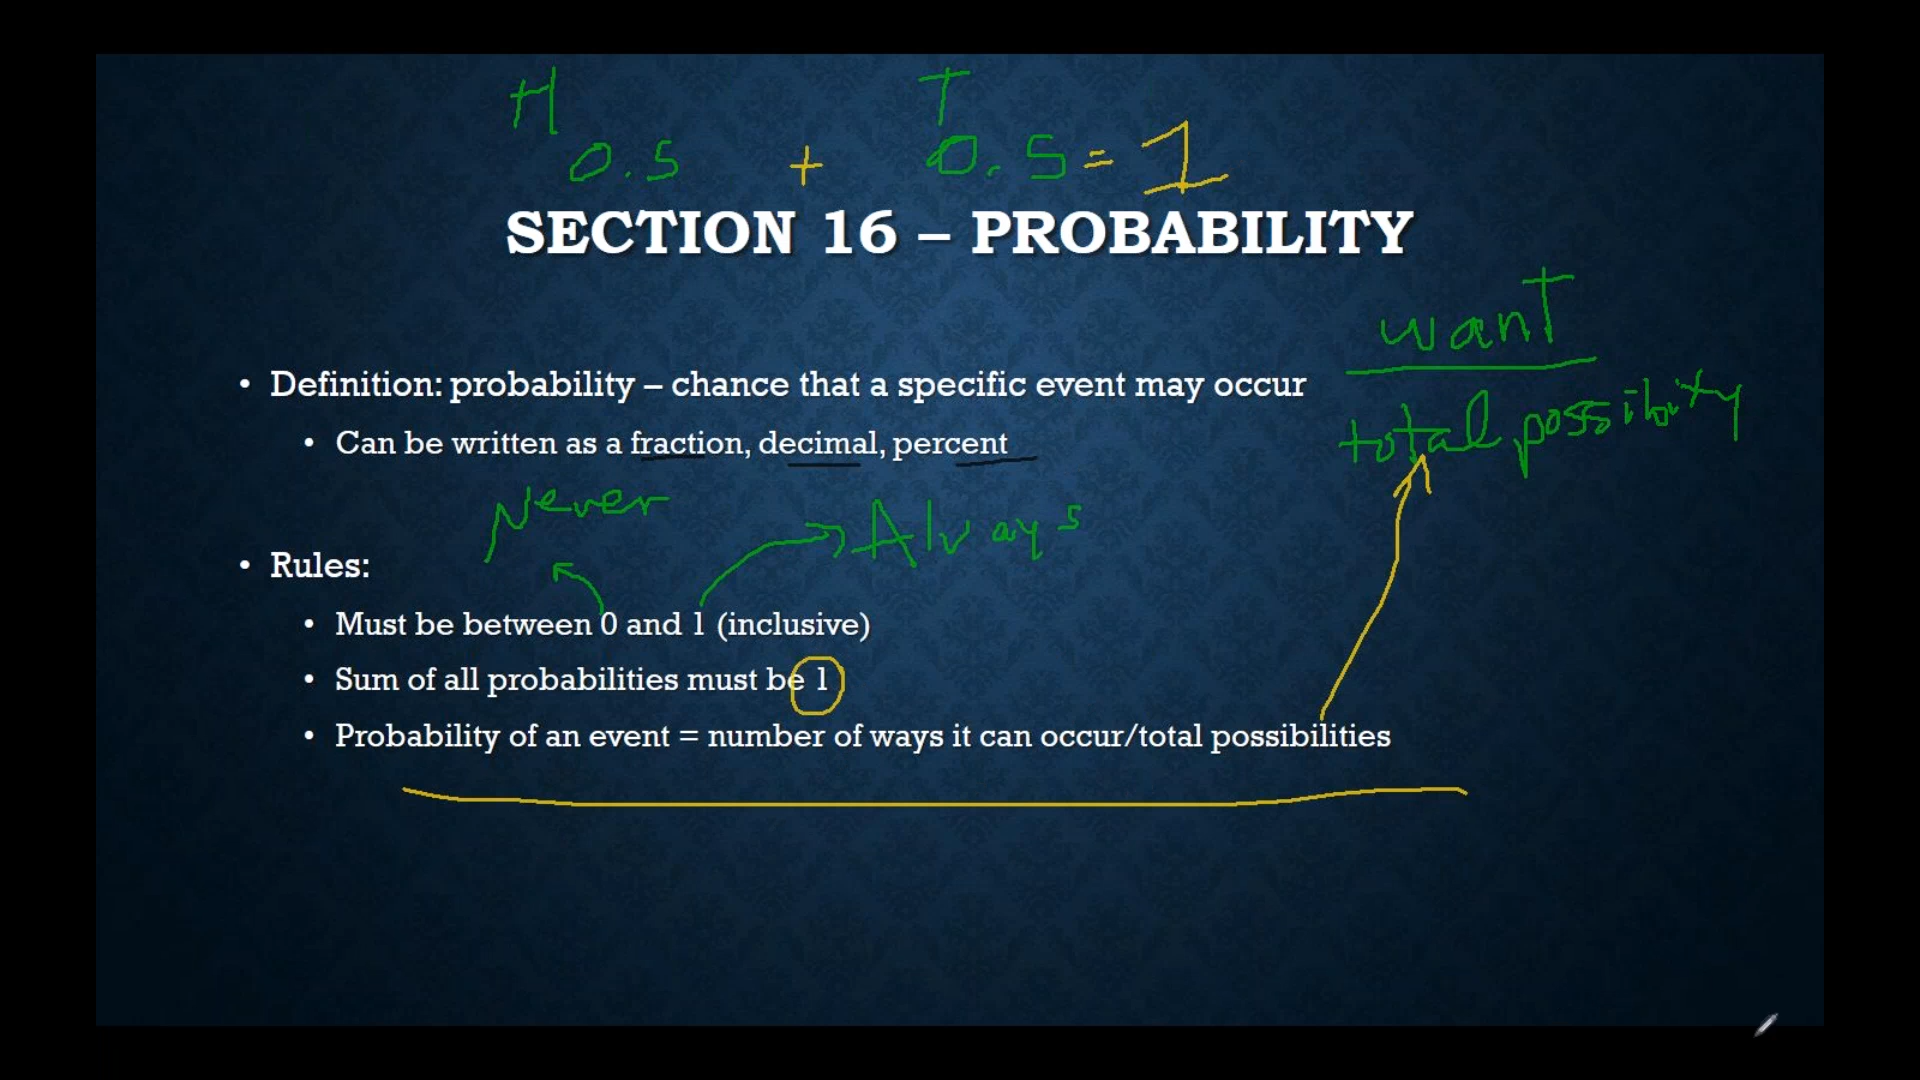 H T
0.5 + 0.5 = 1
SECTION 16 – PROBABILITY
want
total possibility
• Definition: probability – chance that a specific event may occur
• Can be written as a fraction, decimal, percent
Never Always
• Rules:
• Must be between 0 and 1 (inclusive)
• Sum of all probabilities must be 1
• Probability of an event = number of ways it can occur/total possibilities